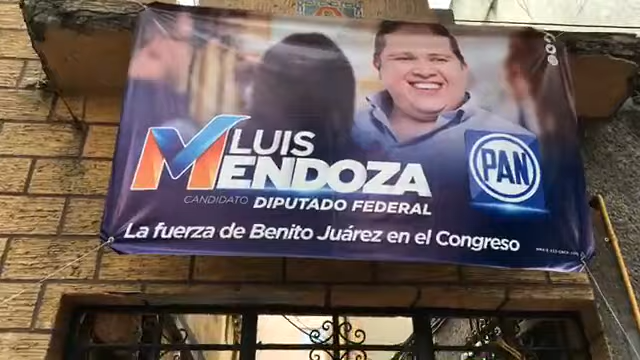 LUIS
MENDOZA
CANDIDATO DIPUTADO FEDERAL
PAN
La fuerza de Benito Juárez en el Congreso